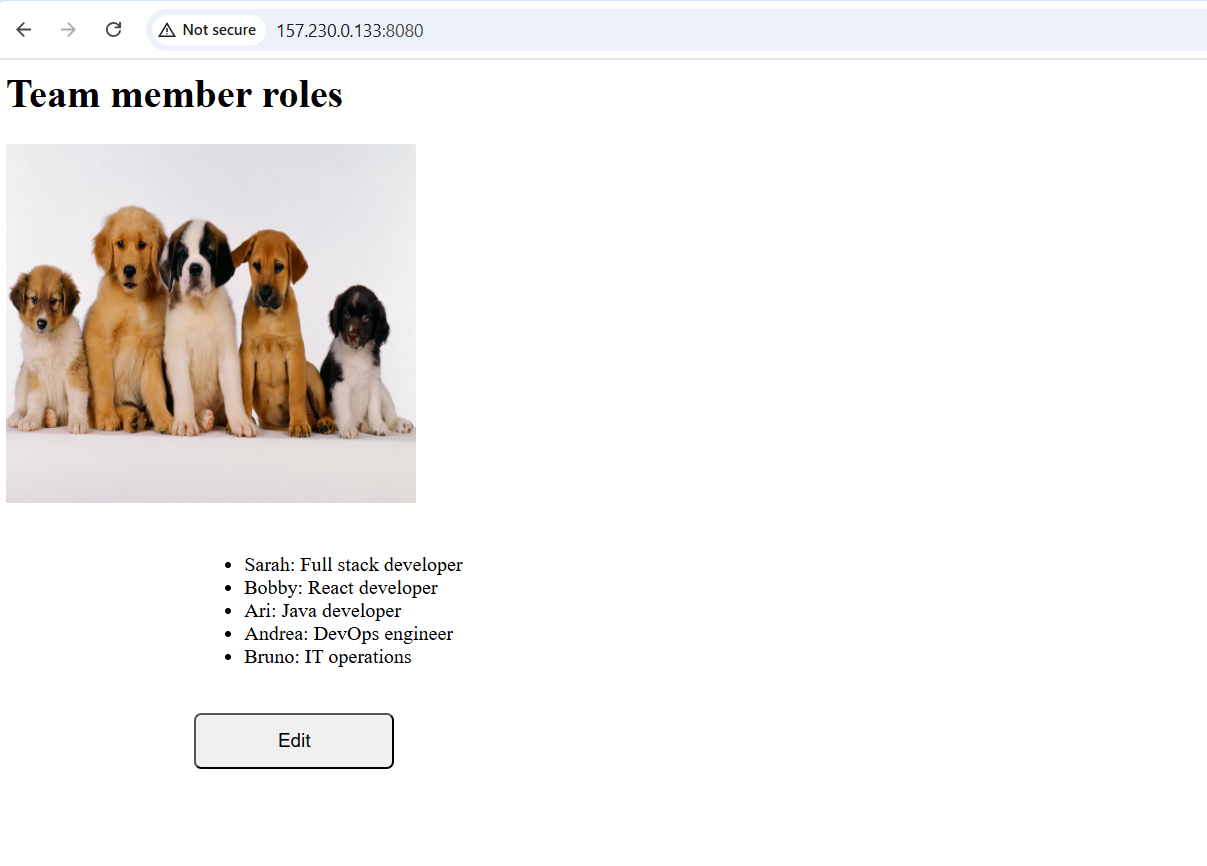 Not secure 157.230.0.133:8080
Team member roles
Sarah: Full stack developer
Bobby: React developer
Ari: Java developer
Andrea: DevOps engineer
Bruno: IT operations
Edit